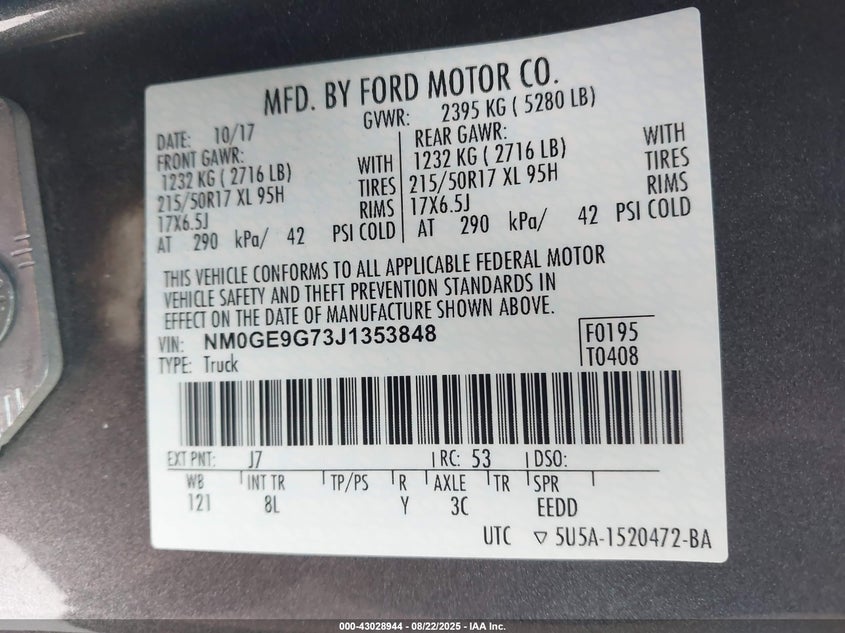 MFD. BY FORD MOTOR CO.
DATE: 10/17 GVWR: 2395 KG ( 5280 LB)
FRONT GAWR: REAR GAWR:
1232 KG ( 2716 LB) WITH 1232 KG ( 2716 LB) WITH
215/50R17 XL 95H TIRES 215/50R17 XL 95H TIRES
17X6.5J RIMS 17X6.5J RIMS
AT 290 kPa/ 42 PSI COLD AT 290 kPa/ 42 PSI COLD
THIS VEHICLE CONFORMS TO ALL APPLICABLE FEDERAL MOTOR
VEHICLE SAFETY AND THEFT PREVENTION STANDARDS IN
EFFECT ON THE DATE OF MANUFACTURE SHOWN ABOVE.
VIN: NM0GE9G73J1353848 F0195
TYPE: Truck T0408
EXT PNT: J7 RC: 53 DSO:
WB INT TR TP/PS R AXLE TR SPR
121 8L Y 3C EEDD
UTC ▽ 5U5A-1520472-BA
000-43028944 - 08/22/2025 - IAA Inc.